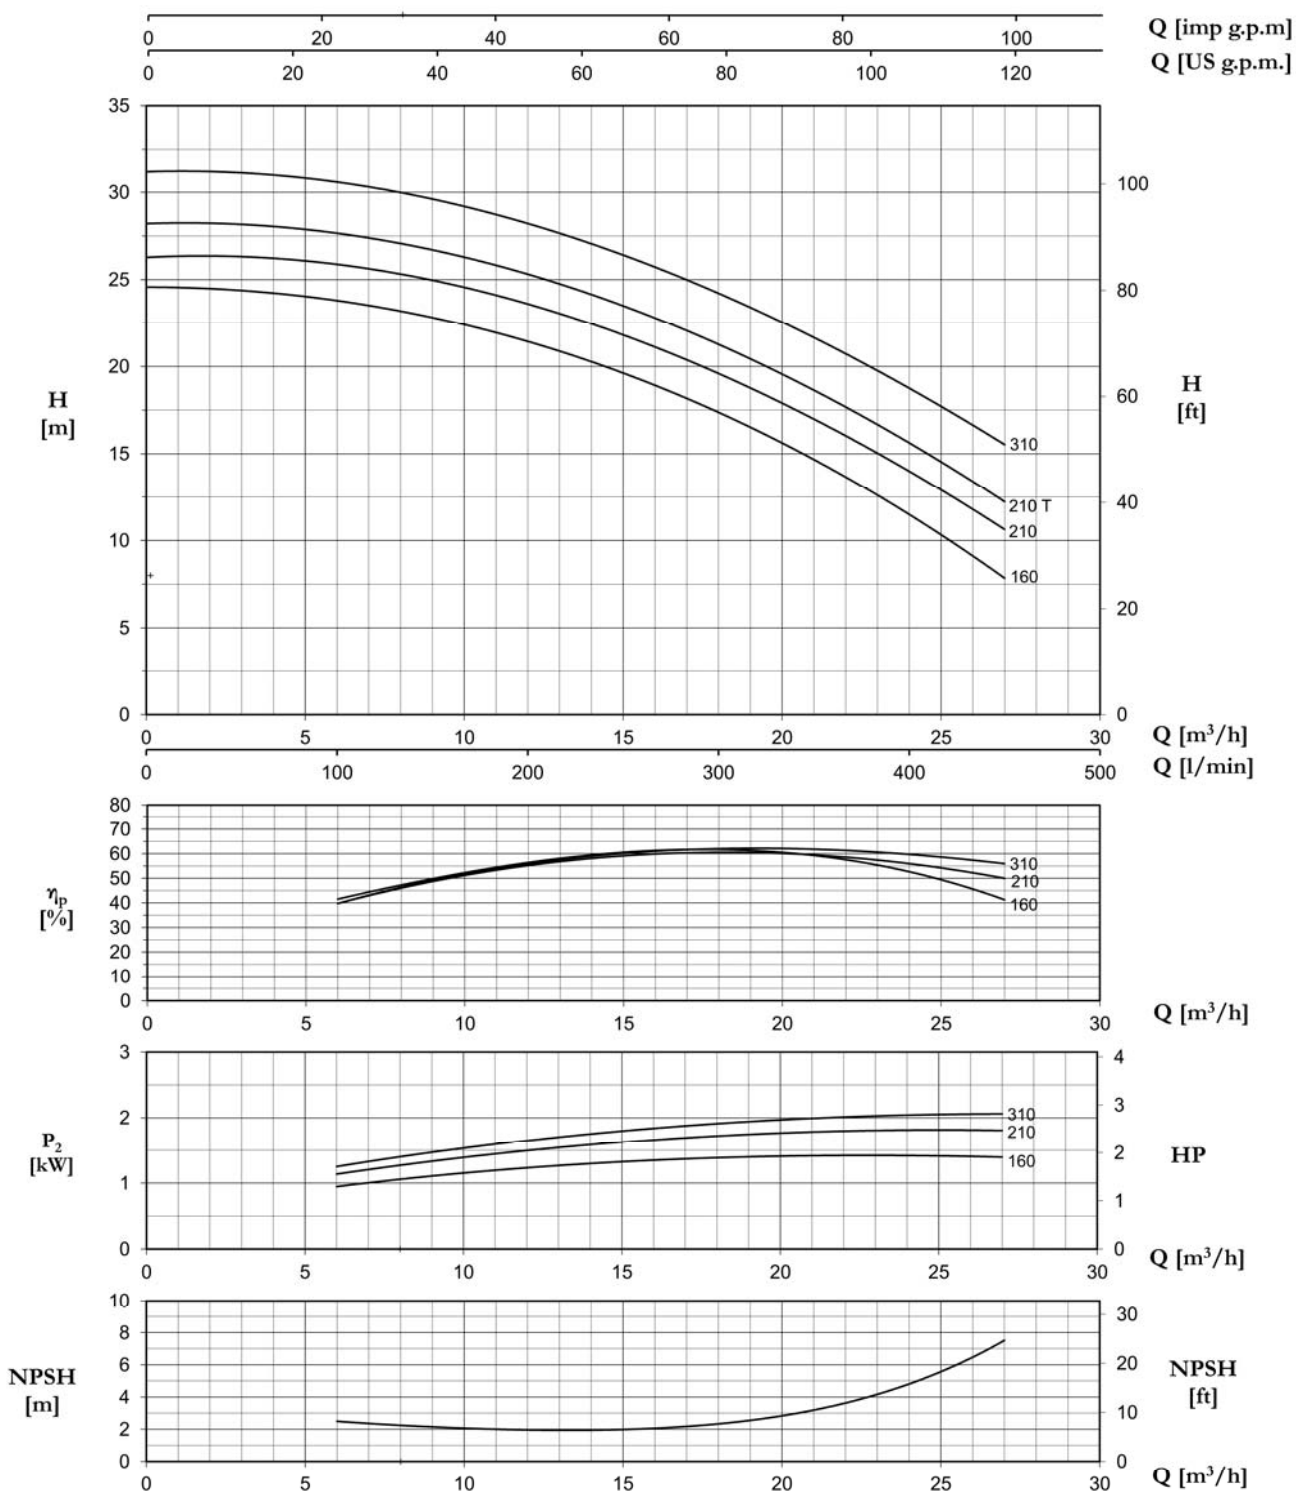 0 20 40 60 80 100 Q [imp g.p.m]
0 20 40 60 80 100 120 Q [US g.p.m.]
35
30
25
20
15
10
5
0
H
[m]
100
80
60
40
20
0
H
[ft]
310
210 T
210
160
0 5 10 15 20 25 30 Q [m³/h]
0 100 200 300 400 500 Q [l/min]
80
70
60
50
40
30
20
10
0
ηp
[%]
310
210
160
0 5 10 15 20 25 30 Q [m³/h]
3
2
1
0
P₂
[kW]
310
210
160
4
3
2
1
0
HP
0 5 10 15 20 25 30 Q [m³/h]
10
8
6
4
2
0
NPSH
[m]
30
20
10
0
NPSH
[ft]
0 5 10 15 20 25 30 Q [m³/h]